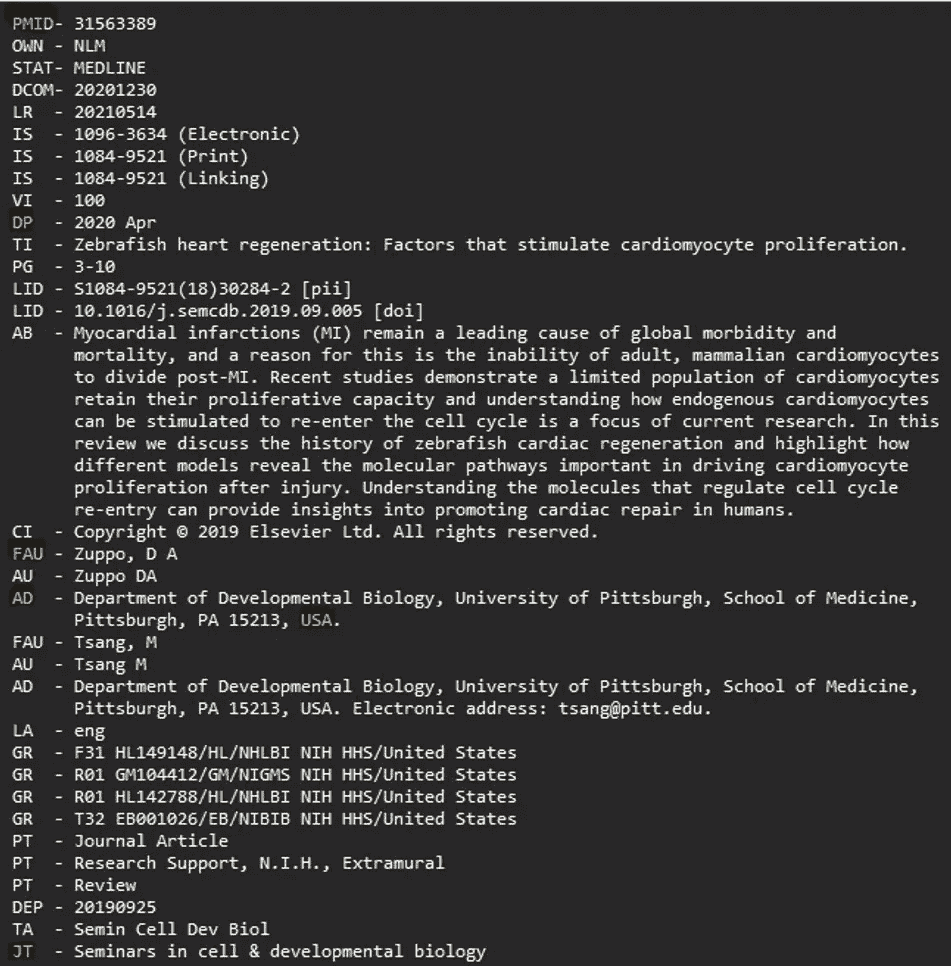 PMID- 31563389
OWN - NLM
STAT- MEDLINE
DCOM- 20201230
LR  - 20210514
IS  - 1096-3634 (Electronic)
IS  - 1084-9521 (Print)
IS  - 1084-9521 (Linking)
VI  - 100
DP  - 2020 Apr
TI  - Zebrafish heart regeneration: Factors that stimulate cardiomyocyte proliferation.
PG  - 3-10
LID - S1084-9521(18)30284-2 [pii]
LID - 10.1016/j.semcdb.2019.09.005 [doi]
AB  - Myocardial infarctions (MI) remain a leading cause of global morbidity and
      mortality, and a reason for this is the inability of adult, mammalian cardiomyocytes
      to divide post-MI. Recent studies demonstrate a limited population of cardiomyocytes
      retain their proliferative capacity and understanding how endogenous cardiomyocytes
      can be stimulated to re-enter the cell cycle is a focus of current research. In this
      review we discuss the history of zebrafish cardiac regeneration and highlight how
      different models reveal the molecular pathways important in driving cardiomyocyte
      proliferation after injury. Understanding the molecules that regulate cell cycle
      re-entry can provide insights into promoting cardiac repair in humans.
CI  - Copyright © 2019 Elsevier Ltd. All rights reserved.
FAU - Zuppo, D A
AU  - Zuppo DA
AD  - Department of Developmental Biology, University of Pittsburgh, School of Medicine,
      Pittsburgh, PA 15213, USA.
FAU - Tsang, M
AU  - Tsang M
AD  - Department of Developmental Biology, University of Pittsburgh, School of Medicine,
      Pittsburgh, PA 15213, USA. Electronic address: tsang@pitt.edu.
LA  - eng
GR  - F31 HL149148/HL/NHLBI NIH HHS/United States
GR  - R01 GM104412/GM/NIGMS NIH HHS/United States
GR  - R01 HL142788/HL/NHLBI NIH HHS/United States
GR  - T32 EB001026/EB/NIBIB NIH HHS/United States
PT  - Journal Article
PT  - Research Support, N.I.H., Extramural
PT  - Review
DEP - 20190925
TA  - Semin Cell Dev Biol
JT  - Seminars in cell & developmental biology